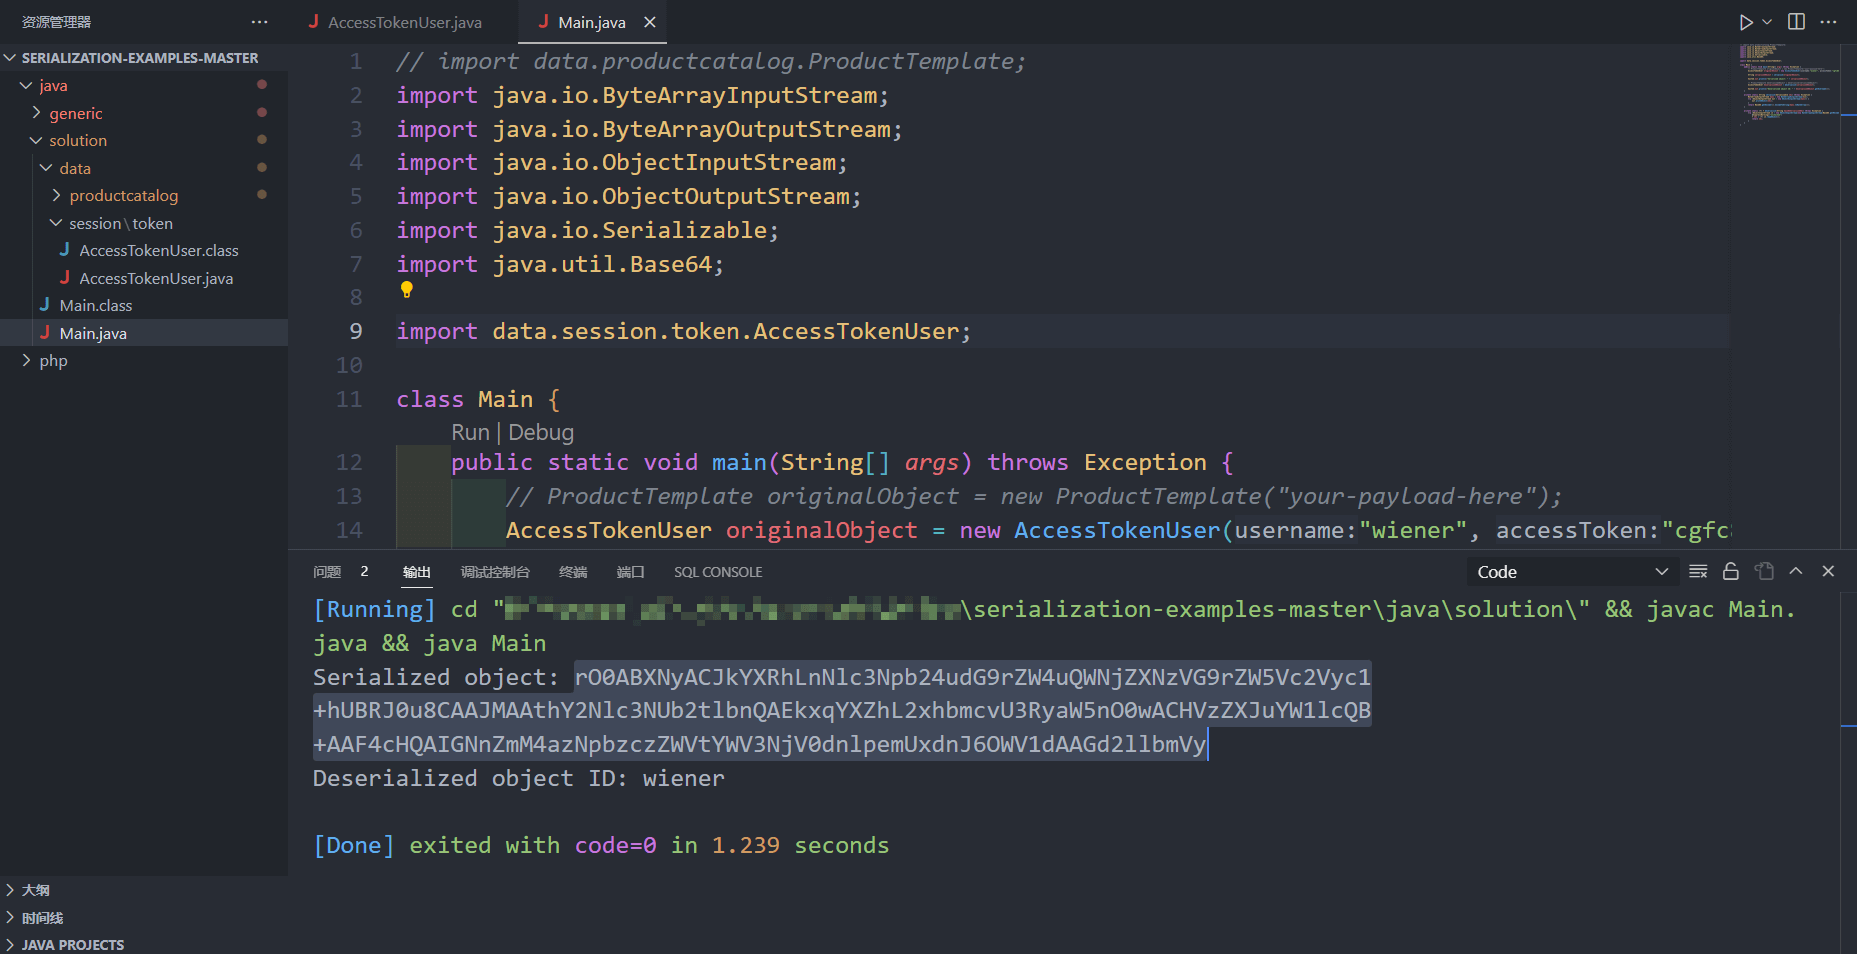 资源管理器
SERIALIZATION-EXAMPLES-MASTER
java
generic
solution
data
productcatalog
session\token
J AccessTokenUser.class
J AccessTokenUser.java
J Main.class
J Main.java
php
大纲
时间线
JAVA PROJECTS
J AccessTokenUser.java
J Main.java
1 // import data.productcatalog.ProductTemplate;
2 import java.io.ByteArrayInputStream;
3 import java.io.ByteArrayOutputStream;
4 import java.io.ObjectInputStream;
5 import java.io.ObjectOutputStream;
6 import java.io.Serializable;
7 import java.util.Base64;
8
9 import data.session.token.AccessTokenUser;
10
11 class Main {
Run | Debug
12 public static void main(String[] args) throws Exception {
13 // ProductTemplate originalObject = new ProductTemplate("your-payload-here");
14 AccessTokenUser originalObject = new AccessTokenUser(username:"wiener", accessToken:"cgfc
问题 2 输出 调试控制台 终端 端口 SQL CONSOLE Code
[Running] cd "\serialization-examples-master\java\solution\" && javac Main.
java && java Main
Serialized object: rO0ABXNyACJkYXRhLnNlc3Npb24udG9rZW4uQWNjZXNzVG9rZW5Vc2Vyc1
+hUBRJ0u8CAAJMAAthY2Nlc3NUb2tlbnQAEkxqYXZhL2xhbmcvU3RyaW5nO0wACHVzZXJuYW1lcQB
+AAF4cHQAIGNnZmM4azNpbzczZWVtYWV3NjV0dnlpemUxdnJ6OWV1dAAGd2llbmVy
Deserialized object ID: wiener
[Done] exited with code=0 in 1.239 seconds